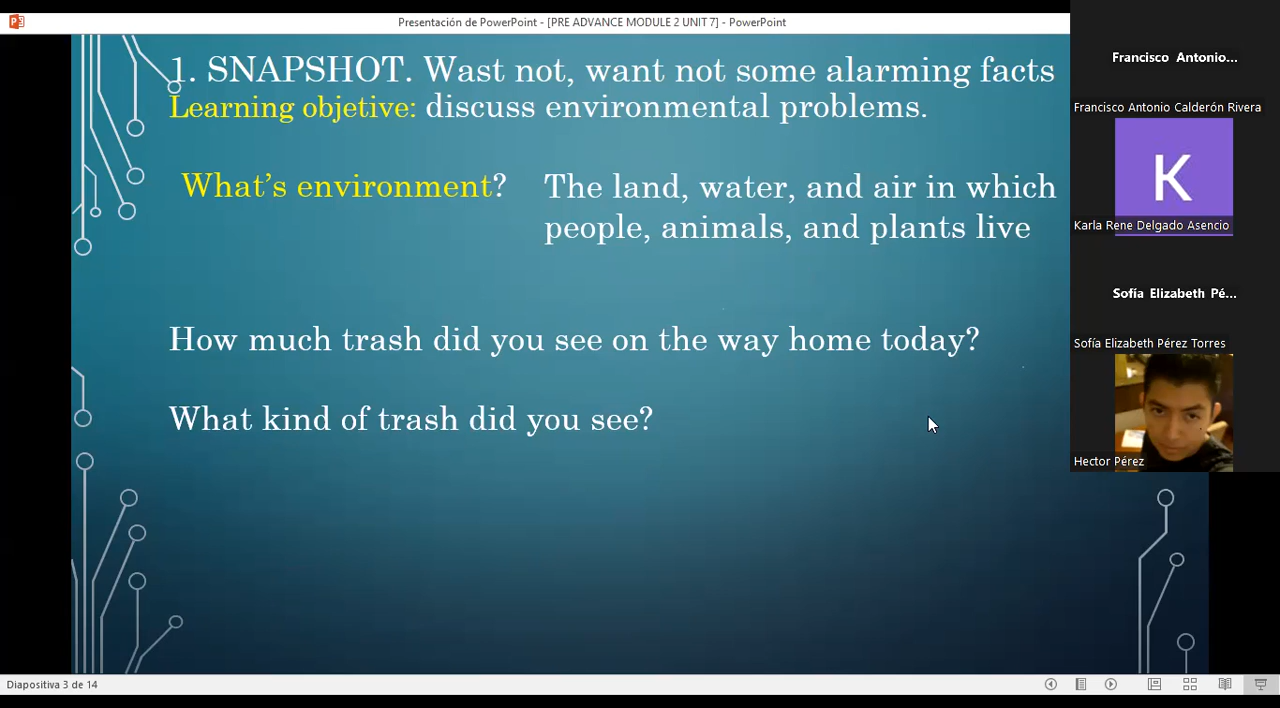 Presentación de PowerPoint - [PRE ADVANCE MODULE 2 UNIT 7] - PowerPoint
1. SNAPSHOT. Wast not, want not some alarming facts
Learning objetive: discuss environmental problems.
What's environment? The land, water, and air in which
people, animals, and plants live
How much trash did you see on the way home today?
What kind of trash did you see?
Francisco Antonio...
Francisco Antonio Calderón Rivera
K
Karla Rene Delgado Asencio
Sofía Elizabeth Pé...
Sofía Elizabeth Pérez Torres
Hector Pérez
Diapositiva 3 de 14